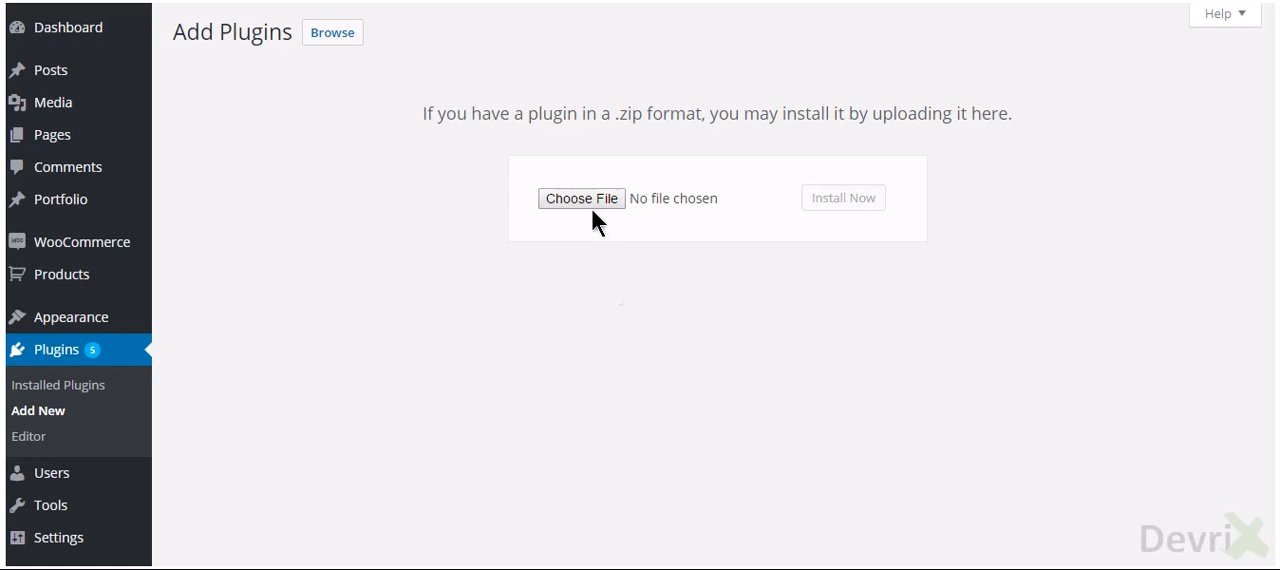 Dashboard
Posts
Media
Pages
Comments
Portfolio
WOO WooCommerce
Products
Appearance
Plugins 5
Installed Plugins
Add New
Editor
Users
Tools
Settings
Add Plugins Browse
Help
If you have a plugin in a .zip format, you may install it by uploading it here.
Choose File No file chosen Install Now
DevriX